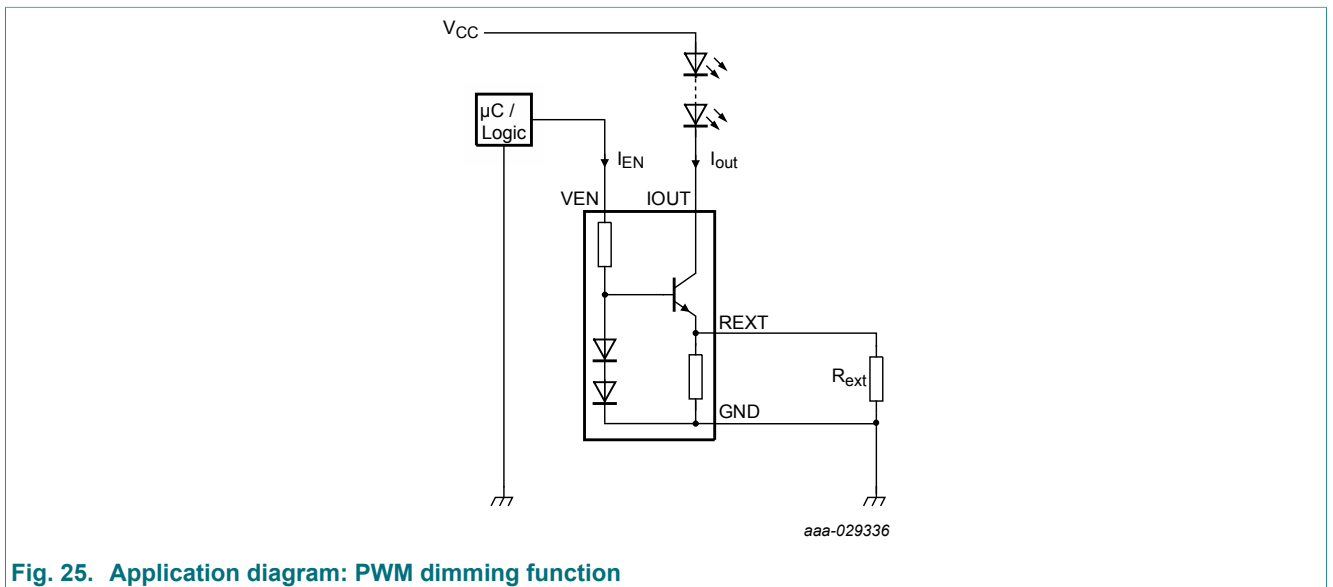 VCC
µC /
Logic
IEN
Iout
VEN
IOUT
REXT
Rext
GND
aaa-029336
Fig. 25. Application diagram: PWM dimming function